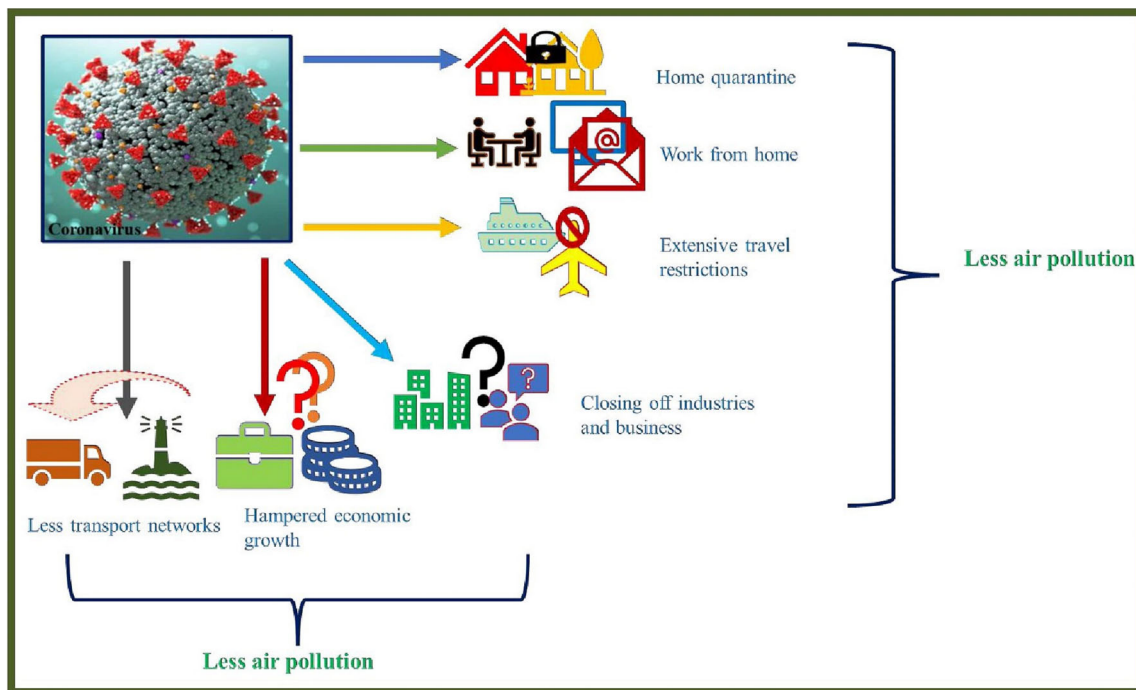 Coronavirus
Home quarantine
Work from home
Extensive travel
restrictions
Less air pollution
@
?
?
?
?
Closing off industries
and business
Less transport networks
Hampered economic
growth
Less air pollution